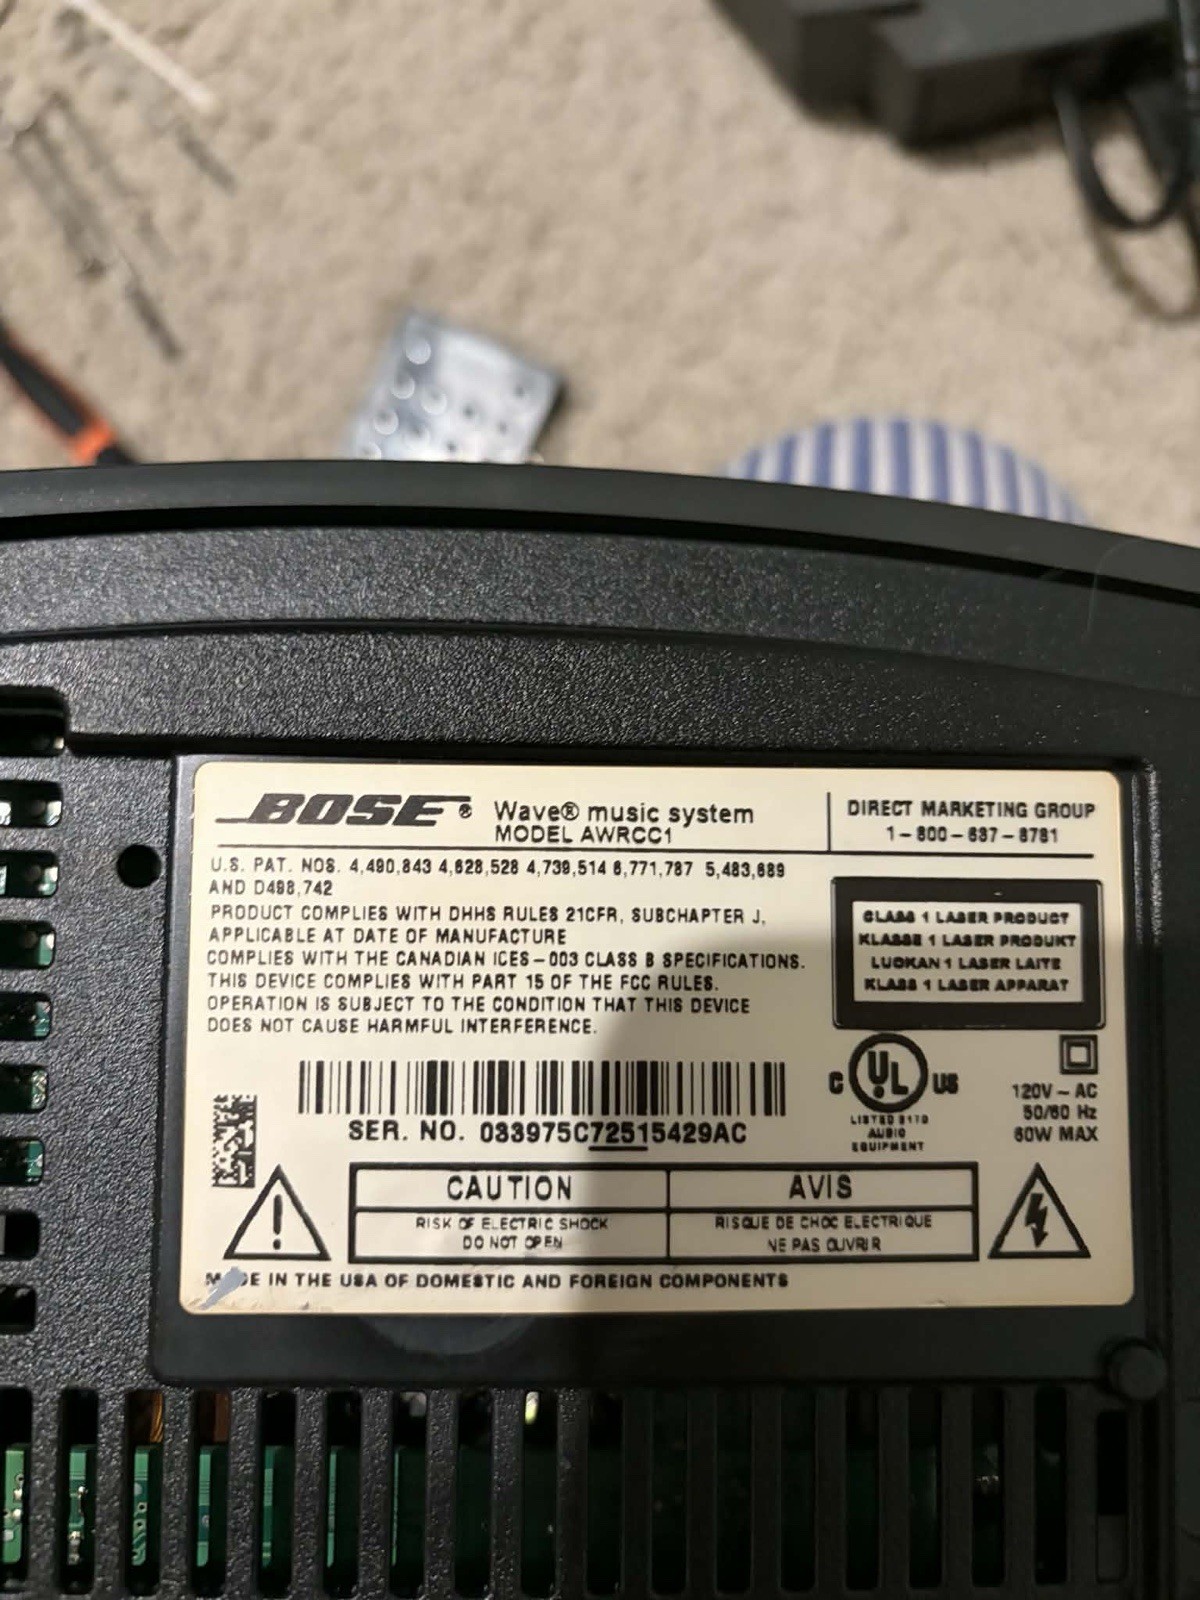 BOSE® Wave® music system
MODEL AWRCC1
DIRECT MARKETING GROUP
1-800-637-8781
U.S. PAT. NOS. 4,490,843 4,628,528 4,739,514 6,771,787 5,483,689
AND D498,742
PRODUCT COMPLIES WITH DHHS RULES 21CFR, SUBCHAPTER J,
APPLICABLE AT DATE OF MANUFACTURE
COMPLIES WITH THE CANADIAN ICES-003 CLASS B SPECIFICATIONS.
THIS DEVICE COMPLIES WITH PART 15 OF THE FCC RULES.
OPERATION IS SUBJECT TO THE CONDITION THAT THIS DEVICE
DOES NOT CAUSE HARMFUL INTERFERENCE.
CLASS 1 LASER PRODUCT
KLASSE 1 LASER PRODUKT
LUOKAN 1 LASER LAITE
KLASS 1 LASER APPARAT
SER. NO. 033975C72515429AC
C UL US
LISTED 3170
AUDIO
EQUIPMENT
120V ~ AC
50/60 Hz
60W MAX
CAUTION
RISK OF ELECTRIC SHOCK
DO NOT OPEN
AVIS
RISQUE DE CHOC ELECTRIQUE
NE PAS OUVRIR
MADE IN THE USA OF DOMESTIC AND FOREIGN COMPONENTS